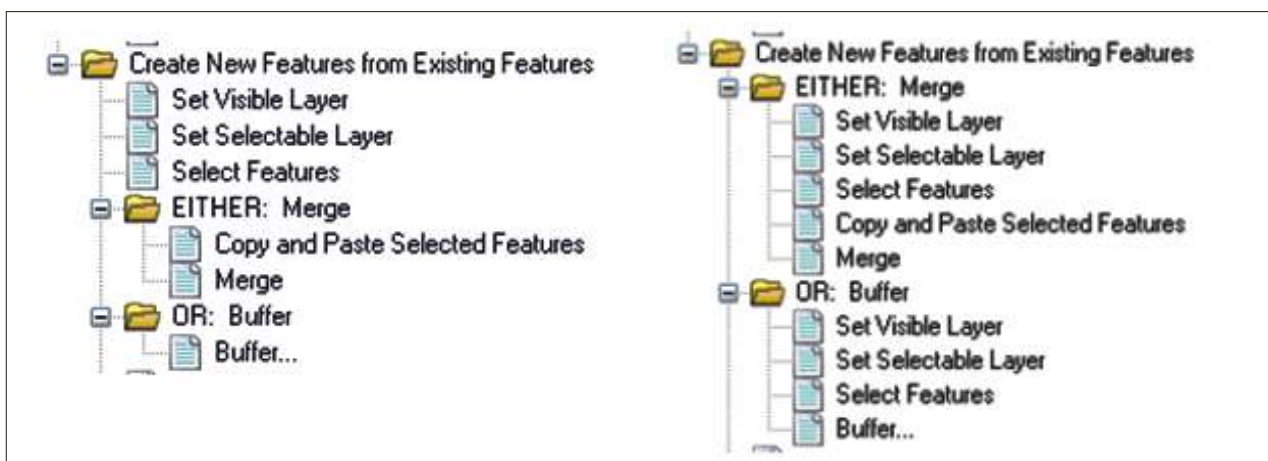 Create New Features from Existing Features
Set Visible Layer
Set Selectable Layer
Select Features
EITHER: Merge
Copy and Paste Selected Features
Merge
OR: Buffer
Buffer...
Create New Features from Existing Features
EITHER: Merge
Set Visible Layer
Set Selectable Layer
Select Features
Copy and Paste Selected Features
Merge
OR: Buffer
Set Visible Layer
Set Selectable Layer
Select Features
Buffer...